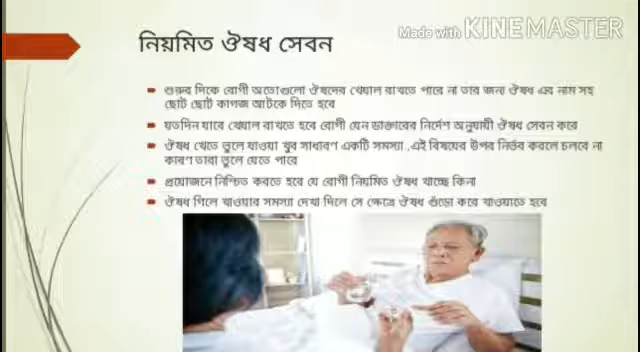 Made with KINEMASTER
নিয়মিত ঔষধ সেবন
শুরুর দিকে রোগী অতোগুলো ঔষদের খেয়াল রাখতে পারে না তার জন্য ঔষধ এর নাম সহ
ছোট ছোট কাগজ আটকে দিতে হবে
যতদিন যাবে খেয়াল রাখতে হবে রোগী যেন ডাক্তারের নির্দেশ অনুযায়ী ঔষধ সেবন করে
ঔষধ খেতে ভুলে যাওয়া খুব সাধারণ একটি সমস্যা ,এই বিষয়ের উপর নির্ভর করলে চলবে না
কারণ তারা ভুলে যেতে পারে
প্রয়োজনে নিশ্চিত করতে হবে যে রোগী নিয়মিত ঔষধ খাচ্ছে কিনা
ঔষধ গিলে খাওয়ার সমস্যা দেখা দিলে সে ক্ষেত্রে ঔষধ গুঁড়ো করে খাওয়াতে হবে